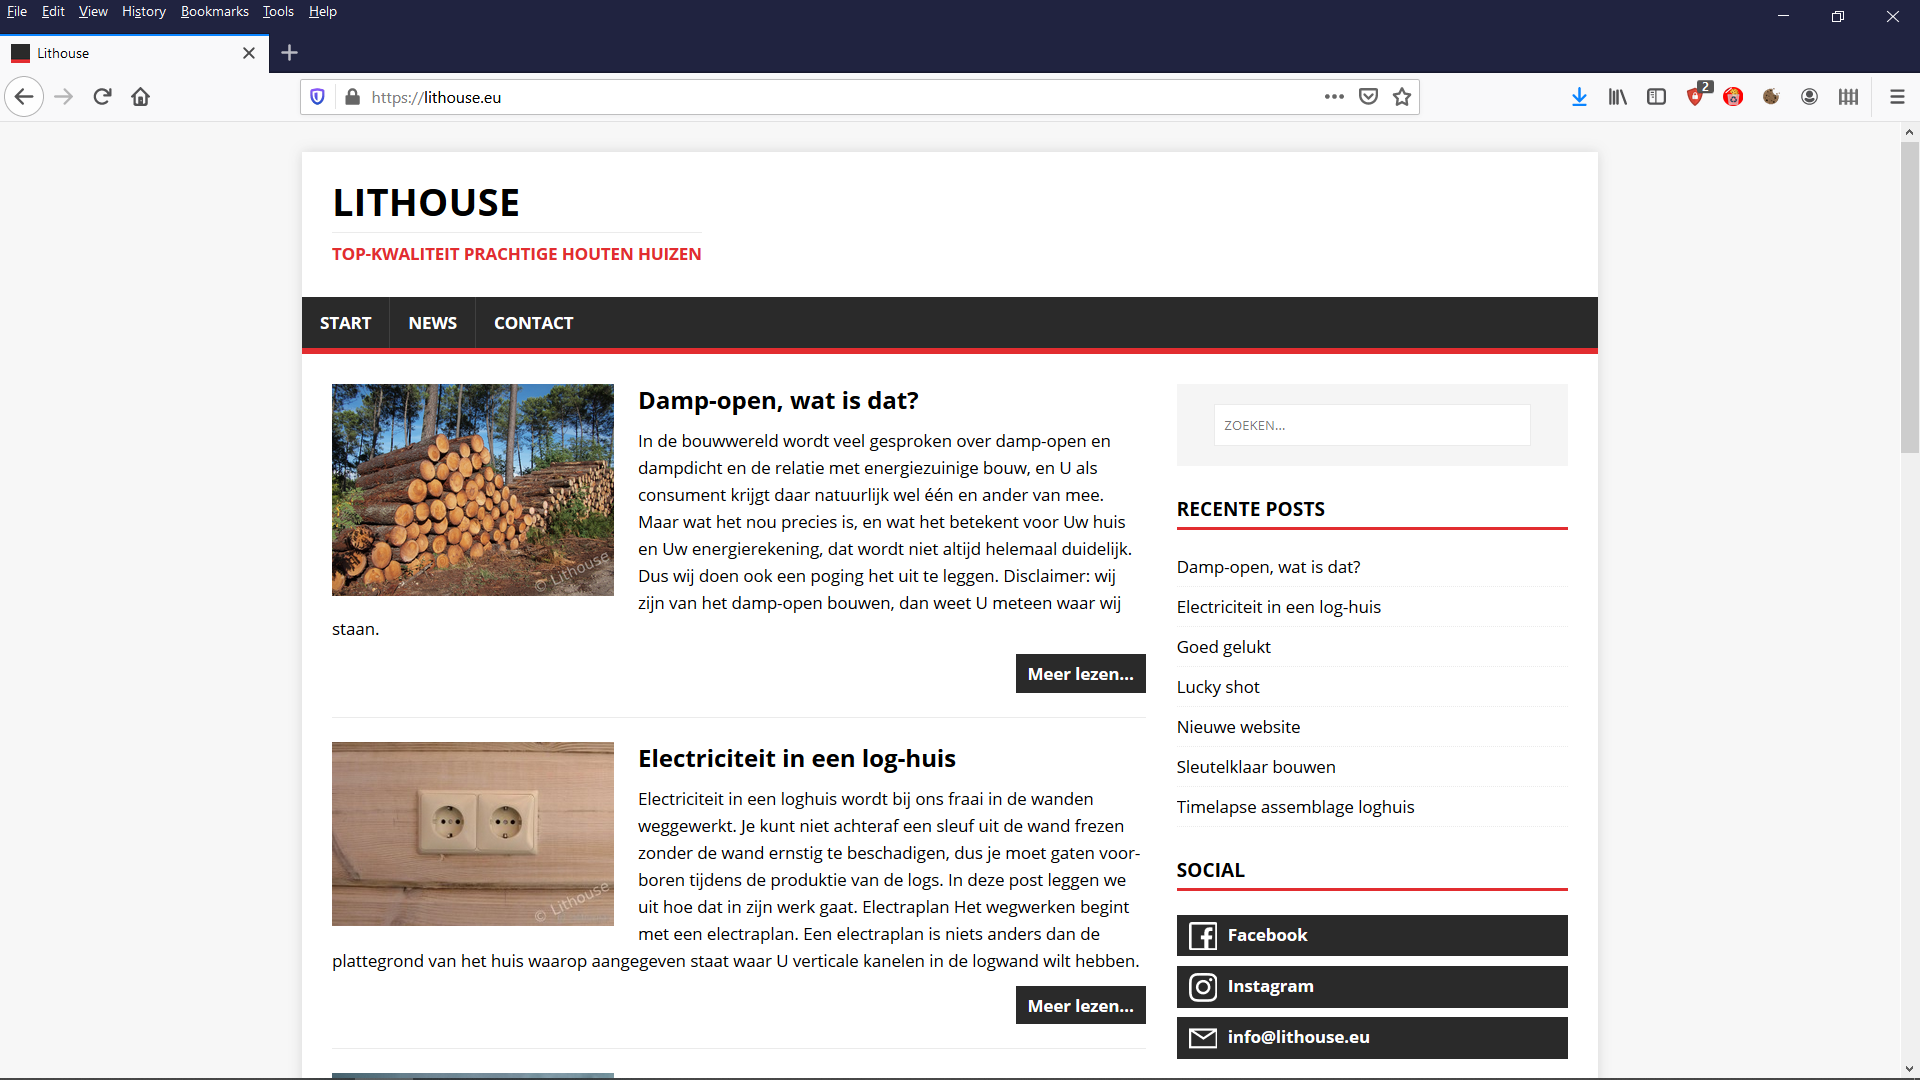 File Edit View History Bookmarks Tools Help
Lithouse
https://lithouse.eu
2
LITHOUSE
TOP-KWALITEIT PRACHTIGE HOUTEN HUIZEN
START NEWS CONTACT
Damp-open, wat is dat?
In de bouwwereld wordt veel gesproken over damp-open en
dampdicht en de relatie met energiezuinige bouw, en U als
consument krijgt daar natuurlijk wel één en ander van mee.
Maar wat het nou precies is, en wat het betekent voor Uw huis
en Uw energierekening, dat wordt niet altijd helemaal duidelijk.
Dus wij doen ook een poging het uit te leggen. Disclaimer: wij
zijn van het damp-open bouwen, dan weet U meteen waar wij
staan.
© Lithouse
Meer lezen...
Electriciteit in een log-huis
Electriciteit in een loghuis wordt bij ons fraai in de wanden
weggewerkt. Je kunt niet achteraf een sleuf uit de wand frezen
zonder de wand ernstig te beschadigen, dus je moet gaten voor-
boren tijdens de produktie van de logs. In deze post leggen we
uit hoe dat in zijn werk gaat. Electraplan Het wegwerken begint
met een electraplan. Een electraplan is niets anders dan de
plattegrond van het huis waarop aangegeven staat waar U verticale kanelen in de logwand wilt hebben.
© Lithouse
Meer lezen...
ZOEKEN...
RECENTE POSTS
Damp-open, wat is dat?
Electriciteit in een log-huis
Goed gelukt
Lucky shot
Nieuwe website
Sleutelklaar bouwen
Timelapse assemblage loghuis
SOCIAL
Facebook
Instagram
info@lithouse.eu